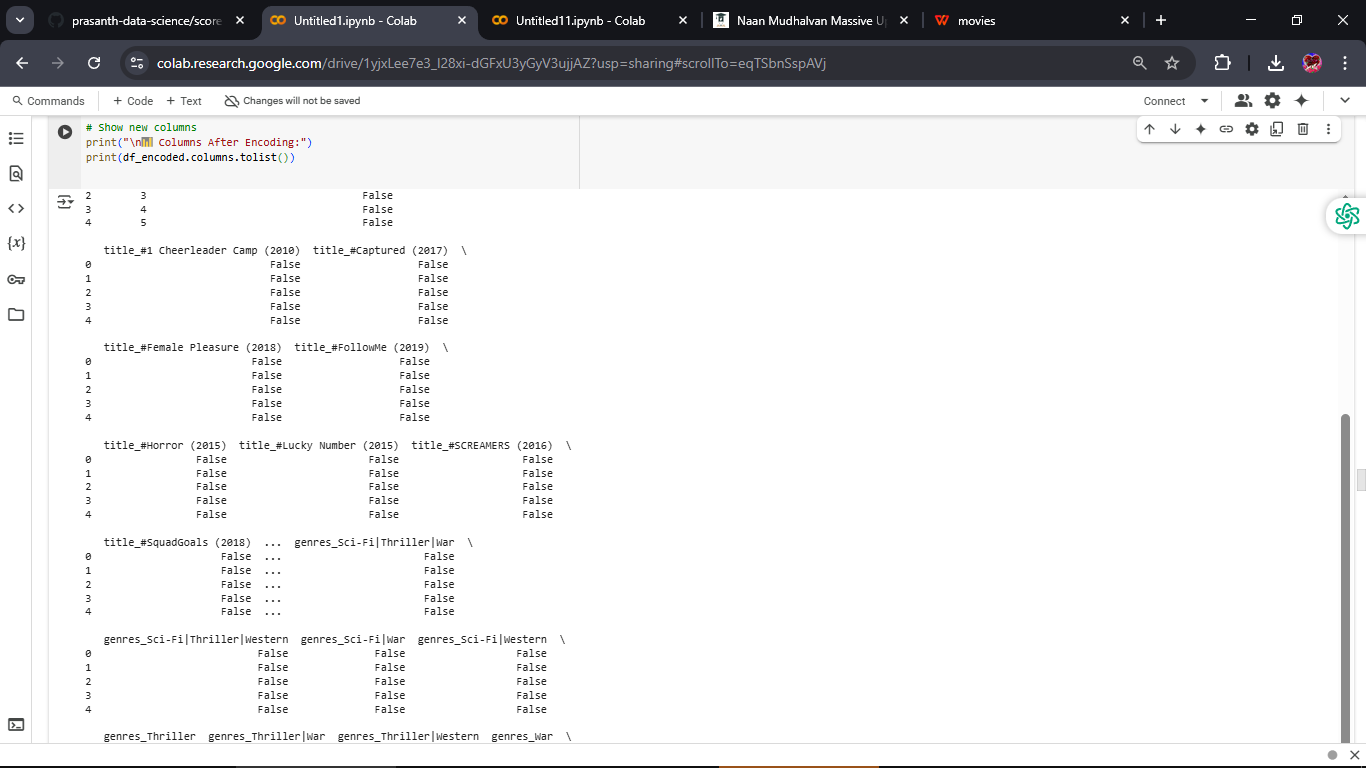 prasanth-data-science/score
Untitled1.ipynb - Colab
Untitled11.ipynb - Colab
Naan Mudhalvan Massive U
movies
colab.research.google.com/drive/1yjxLee7e3_I28xi-dGFxU3yGyV3ujjAZ?usp=sharing#scrollTo=eqTSbnSspAVj
Commands + Code + Text Changes will not be saved Connect
# Show new columns
print("\n Columns After Encoding:")
print(df_encoded.columns.tolist())
2 3 False
3 4 False
4 5 False
title_#1 Cheerleader Camp (2010) title_#Captured (2017) \
0 False False
1 False False
2 False False
3 False False
4 False False
title_#Female Pleasure (2018) title_#FollowMe (2019) \
0 False False
1 False False
2 False False
3 False False
4 False False
title_#Horror (2015) title_#Lucky Number (2015) title_#SCREAMERS (2016) \
0 False False False
1 False False False
2 False False False
3 False False False
4 False False False
title_#SquadGoals (2018) ... genres_Sci-Fi|Thriller|War \
0 False ... False
1 False ... False
2 False ... False
3 False ... False
4 False ... False
genres_Sci-Fi|Thriller|Western genres_Sci-Fi|War genres_Sci-Fi|Western \
0 False False False
1 False False False
2 False False False
3 False False False
4 False False False
genres_Thriller genres_Thriller|War genres_Thriller|Western genres_War \